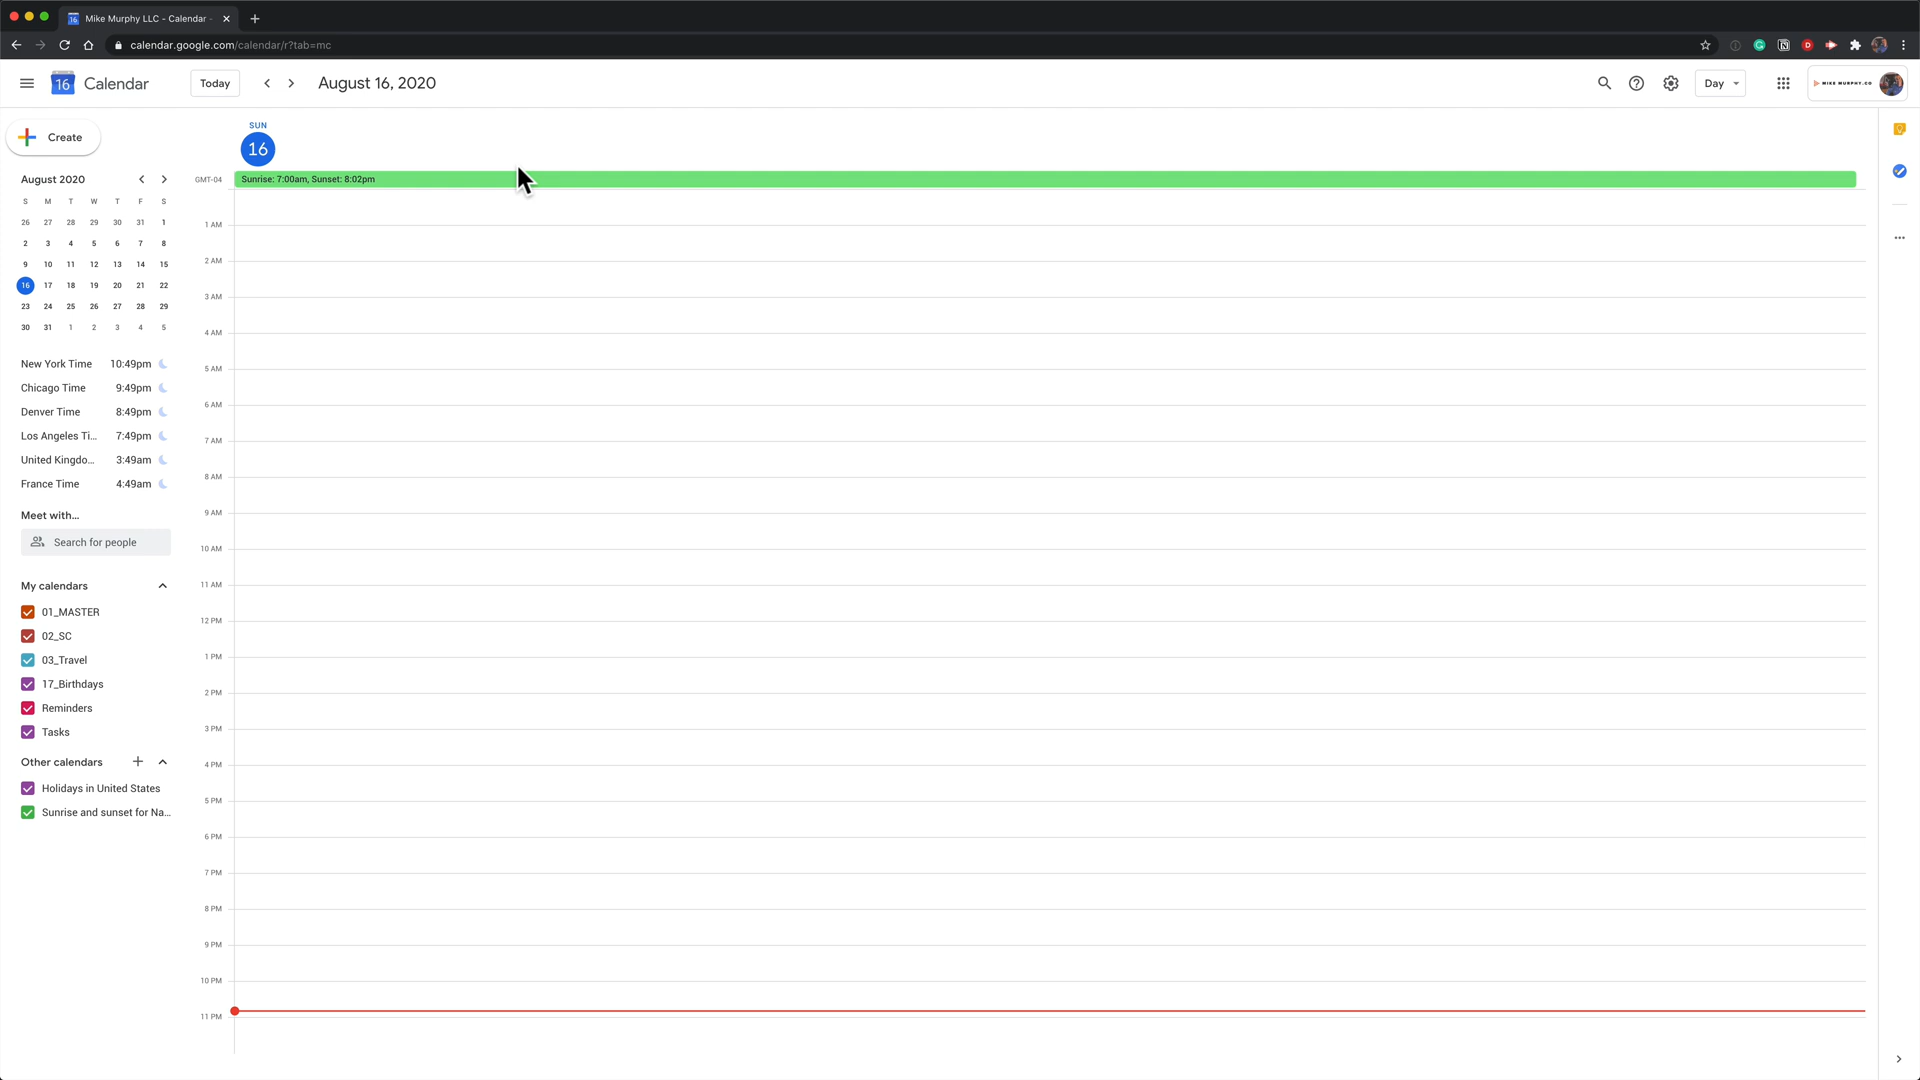 Mike Murphy LLC - Calendar -
calendar.google.com/calendar/r?tab=mc
16 Calendar
Today
August 16, 2020
Day
MIKE MURPHY.CO
Create
SUN
16
August 2020
S M T W T F S
26 27 28 29 30 31 1
2 3 4 5 6 7 8
9 10 11 12 13 14 15
16 17 18 19 20 21 22
23 24 25 26 27 28 29
30 31 1 2 3 4 5
GMT-04
Sunrise: 7:00am, Sunset: 8:02pm
New York Time 10:49pm
Chicago Time 9:49pm
Denver Time 8:49pm
Los Angeles Ti... 7:49pm
United Kingdo... 3:49am
France Time 4:49am
Meet with...
Search for people
My calendars
01_MASTER
02_SC
03_Travel
17_Birthdays
Reminders
Tasks
Other calendars
Holidays in United States
Sunrise and sunset for Na...
1 AM
2 AM
3 AM
4 AM
5 AM
6 AM
7 AM
8 AM
9 AM
10 AM
11 AM
12 PM
1 PM
2 PM
3 PM
4 PM
5 PM
6 PM
7 PM
8 PM
9 PM
10 PM
11 PM